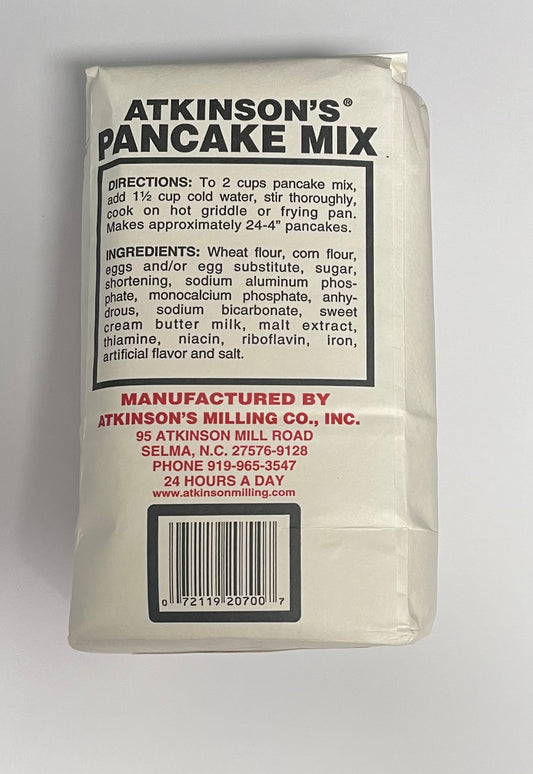 ATKINSON'S®
PANCAKE MIX
DIRECTIONS: To 2 cups pancake mix,
add 1½ cup cold water, stir thoroughly,
cook on hot griddle or frying pan.
Makes approximately 24-4” pancakes.
INGREDIENTS: Wheat flour, corn flour,
eggs and/or egg substitute, sugar,
shortening, sodium aluminum phos-
phate, monocalcium phosphate, anhy-
drous, sodium bicarbonate, sweet
cream butter milk, malt extract,
thiamine, niacin, riboflavin, iron,
artificial flavor and salt.
MANUFACTURED BY
ATKINSON'S MILLING CO., INC.
95 ATKINSON MILL ROAD
SELMA, N.C. 27576-9128
PHONE 919-965-3547
24 HOURS A DAY
www.atkinsonmilling.com
0 72119 20700 7